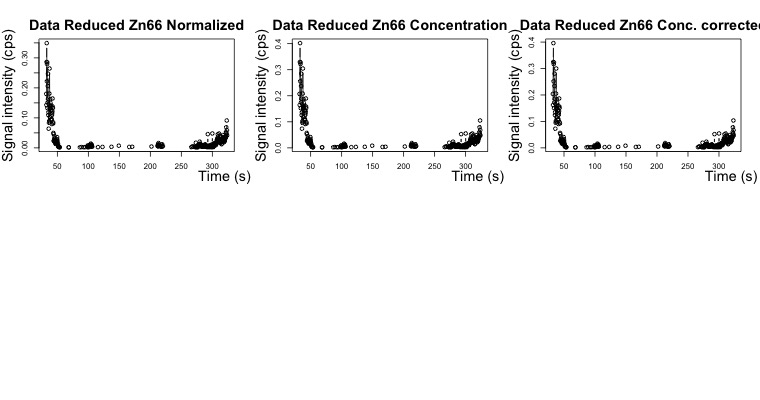 Data Reduced Zn66 Normalized
Signal intensity (cps)
0.00 0.10 0.20 0.30
50 100 150 200 250 300
Time (s)
Data Reduced Zn66 Concentration
Signal intensity (cps)
0.0 0.1 0.2 0.3 0.4
50 100 150 200 250 300
Time (s)
Data Reduced Zn66 Conc. correcte
Signal intensity (cps)
0.0 0.1 0.2 0.3 0.4
50 100 150 200 250 300
Time (s)